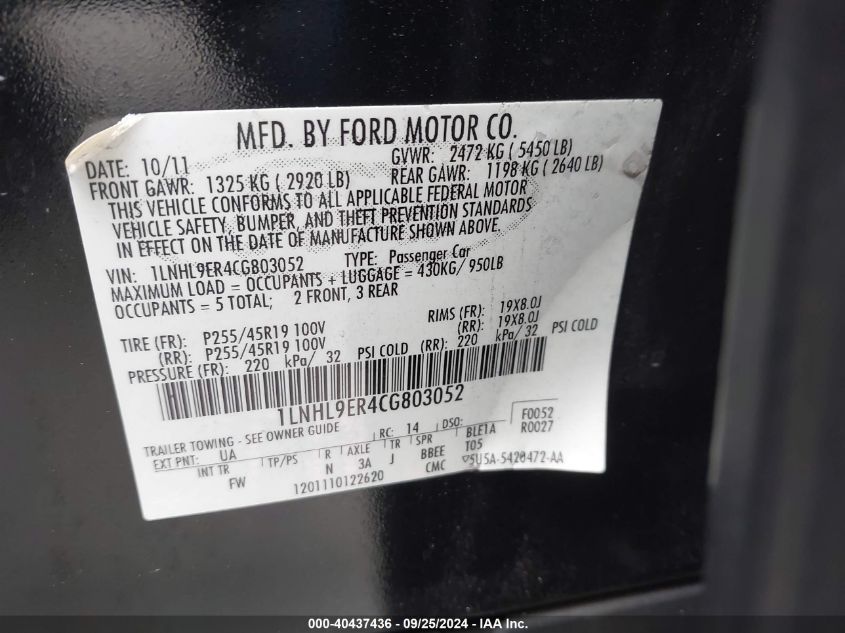 MFD. BY FORD MOTOR CO.
DATE: 10/11 GVWR: 2472 KG ( 5450 LB)
FRONT GAWR: 1325 KG ( 2920 LB) REAR GAWR: 1198 KG ( 2640 LB)
THIS VEHICLE CONFORMS TO ALL APPLICABLE FEDERAL MOTOR
VEHICLE SAFETY, BUMPER, AND THEFT PREVENTION STANDARDS
IN EFFECT ON THE DATE OF MANUFACTURE SHOWN ABOVE.
VIN: 1LNHL9ER4CG803052 TYPE: Passenger Car
MAXIMUM LOAD = OCCUPANTS + LUGGAGE = 430KG/ 950LB
OCCUPANTS = 5 TOTAL; 2 FRONT, 3 REAR
TIRE (FR): P255/45R19 100V RIMS (FR): 19X8.0J
(RR): P255/45R19 100V (RR): 19X8.0J
PRESSURE (FR): 220 kPa/ 32 PSI COLD (RR): 220 kPa/ 32 PSI COLD
1LNHL9ER4CG803052
TRAILER TOWING - SEE OWNER GUIDE RC: 14 DSO: F0052
EXT PNT: UA BLE1A R0027
INT TR TP/PS R AXLE TR SPR T05
FW N 3A J BBEE ▽5U5A-5420472-AA
CMC
1201110122620
000-40437436 - 09/25/2024 - IAA Inc.